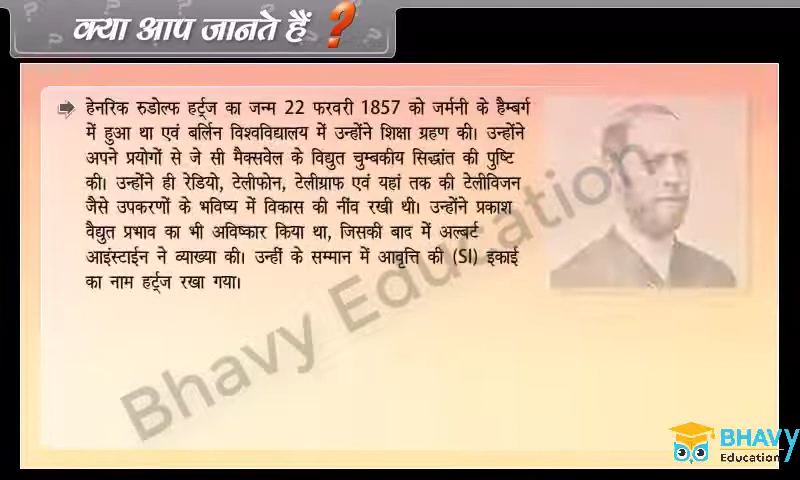 क्या आप जानते हैं ?
हेनरिक रुडोल्फ हर्ट्ज का जन्म 22 फरवरी 1857 को जर्मनी के हैम्बर्ग
में हुआ था एवं बर्लिन विश्वविद्यालय में उन्होंने शिक्षा ग्रहण की। उन्होंने
अपने प्रयोगों से जे सी मैक्सवेल के विद्युत चुम्बकीय सिद्धांत की पुष्टि
की। उन्होंने ही रेडियो, टेलीफोन, टेलीग्राफ एवं यहां तक की टेलीविजन
जैसे उपकरणों के भविष्य में विकास की नींव रखी थी। उन्होंने प्रकाश
वैद्युत प्रभाव का भी अविष्कार किया था, जिसकी बाद में अल्बर्ट
आइंस्टाईन ने व्याख्या की। उन्हीं के सम्मान में आवृत्ति की (SI) इकाई
का नाम हर्ट्ज रखा गया।
Bhavy Education
BHAVY
Education